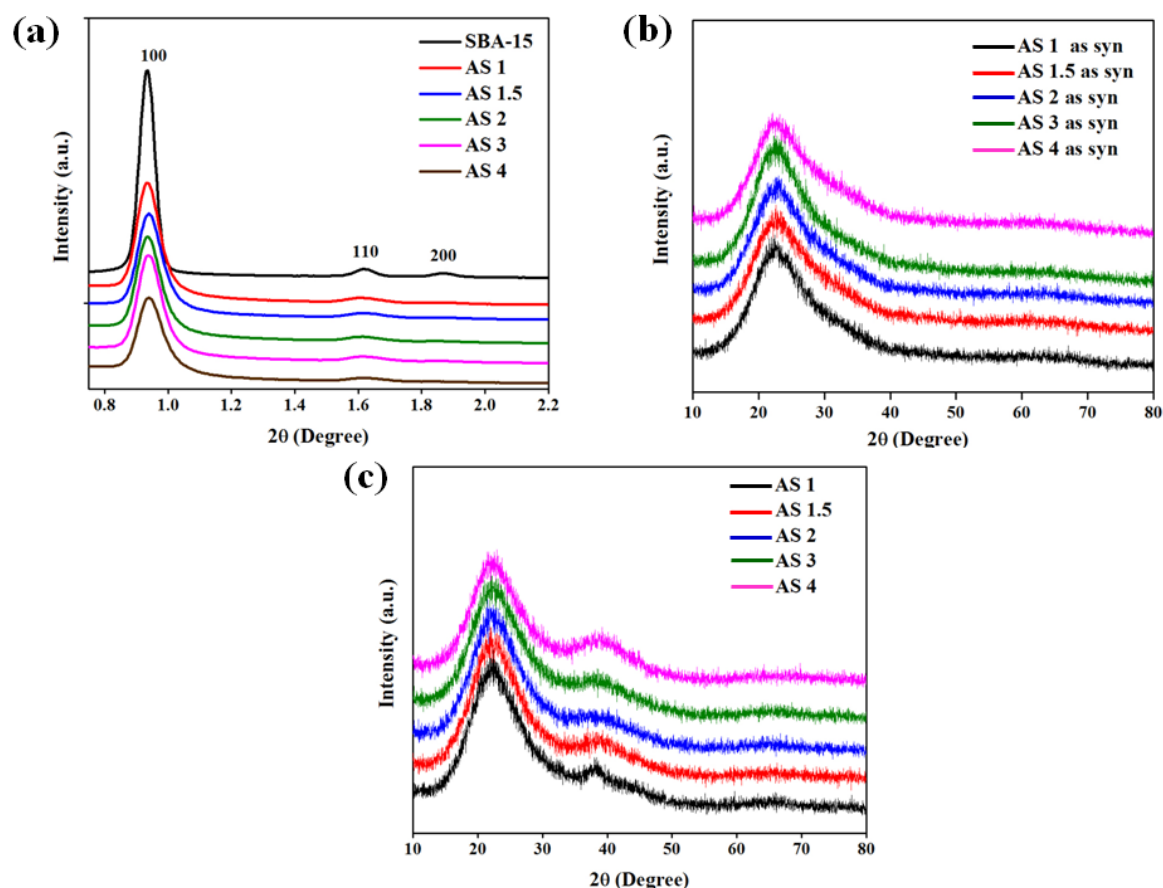 (a)
100
SBA-15
AS 1
AS 1.5
AS 2
AS 3
AS 4
110
200
Intensity (a.u.)
0.8 1.0 1.2 1.4 1.6 1.8 2.0 2.2
2θ (Degree)
(b)
AS 1 as syn
AS 1.5 as syn
AS 2 as syn
AS 3 as syn
AS 4 as syn
Intensity (a.u.)
10 20 30 40 50 60 70 80
2θ (Degree)
(c)
AS 1
AS 1.5
AS 2
AS 3
AS 4
Intensity (a.u.)
10 20 30 40 50 60 70 80
2θ (Degree)